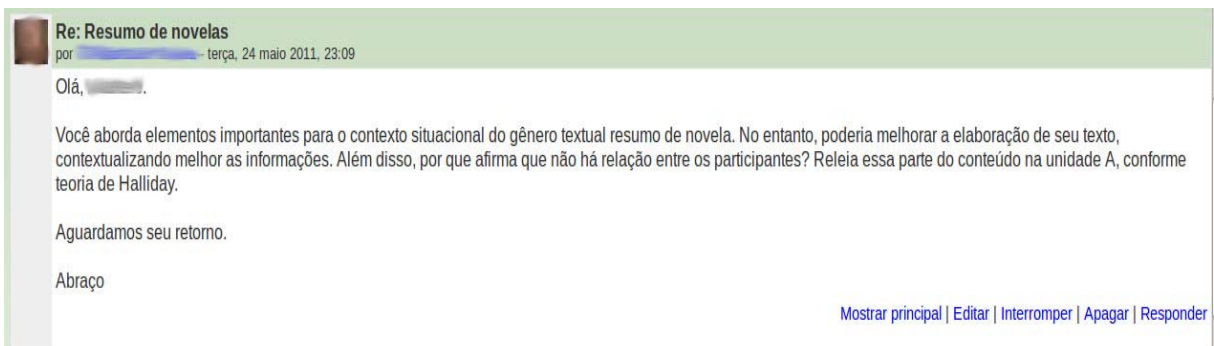 Re: Resumo de novelas
por - terça, 24 maio 2011, 23:09
Olá, .
Você aborda elementos importantes para o contexto situacional do gênero textual resumo de novela. No entanto, poderia melhorar a elaboração de seu texto,
contextualizando melhor as informações. Além disso, por que afirma que não há relação entre os participantes? Releia essa parte do conteúdo na unidade A, conforme
teoria de Halliday.
Aguardamos seu retorno.
Abraço
Mostrar principal | Editar | Interromper | Apagar | Responder